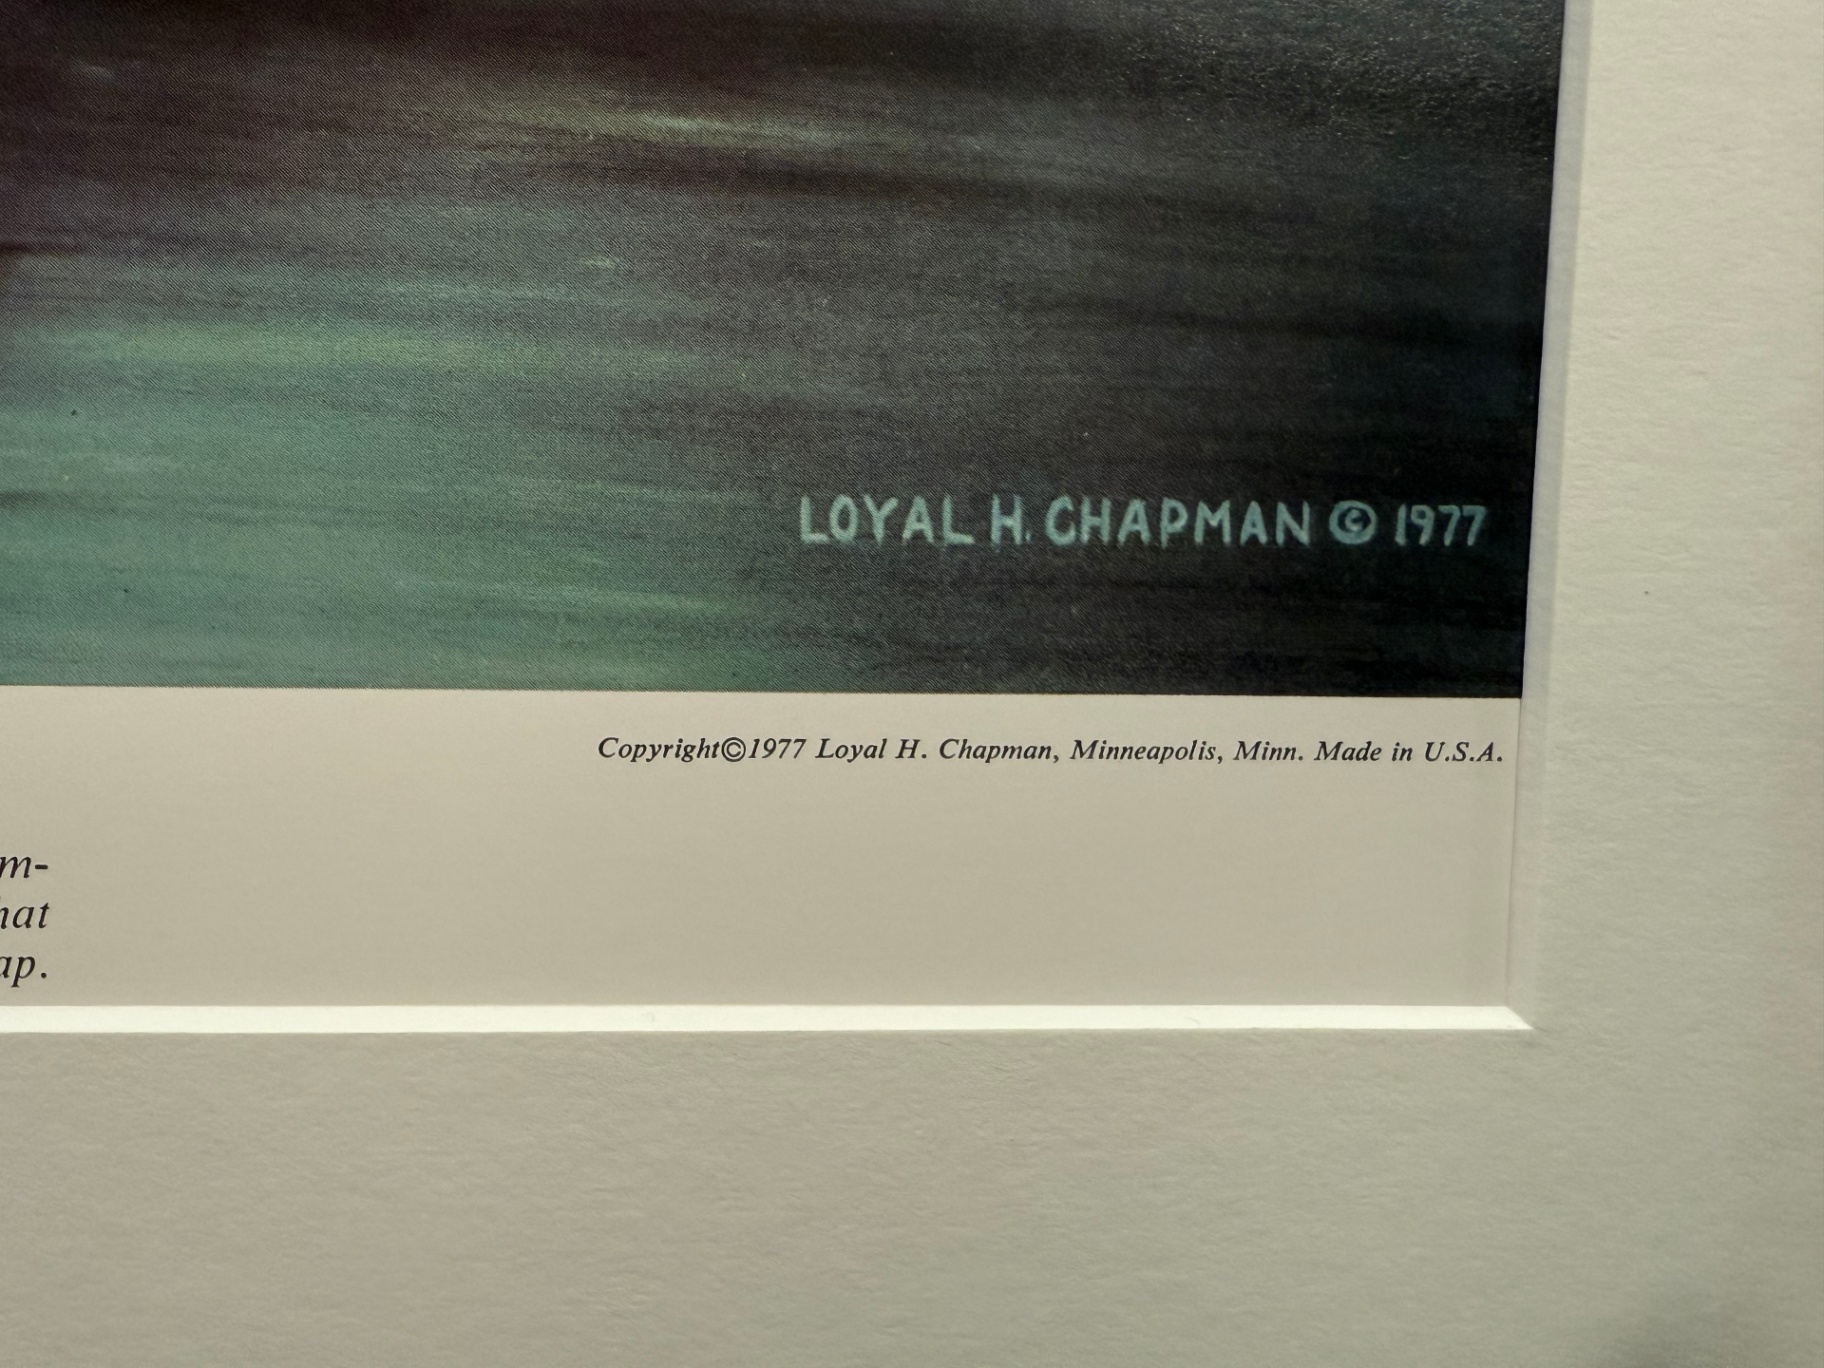 LOYAL H. CHAPMAN © 1977
Copyright©1977 Loyal H. Chapman, Minneapolis, Minn. Made in U.S.A.